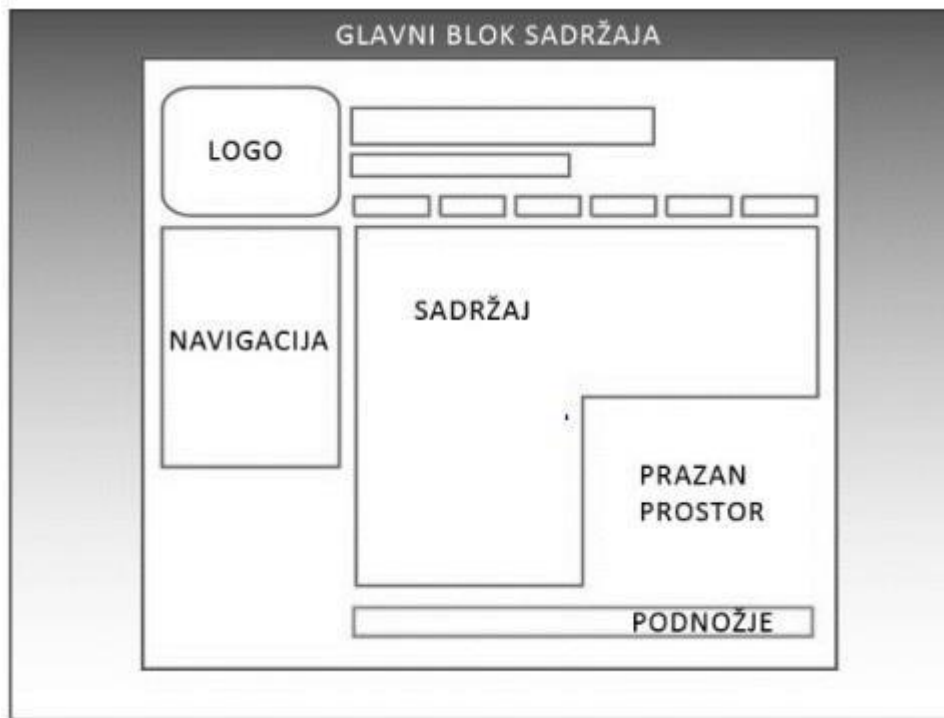 GLAVNI BLOK SADRŽAJA
LOGO
NAVIGACIJA
SADRŽAJ
PRAZAN
PROSTOR
PODNOŽJE